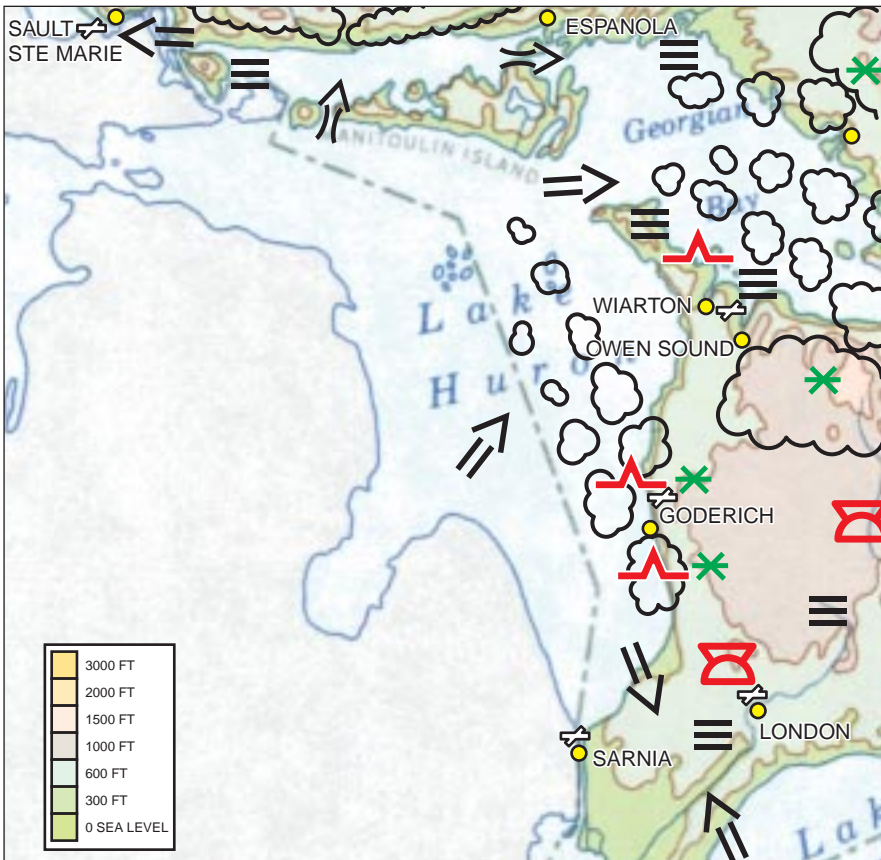 SAULT
STE MARIE
ESPANOLA
Georgian
MANITOULIN ISLAND
Bay
WIARTON
Lake
OWEN SOUND
Huron
GODERICH
3000 FT
2000 FT
1500 FT
1000 FT
600 FT
300 FT
0 SEA LEVEL
LONDON
SARNIA
Lak